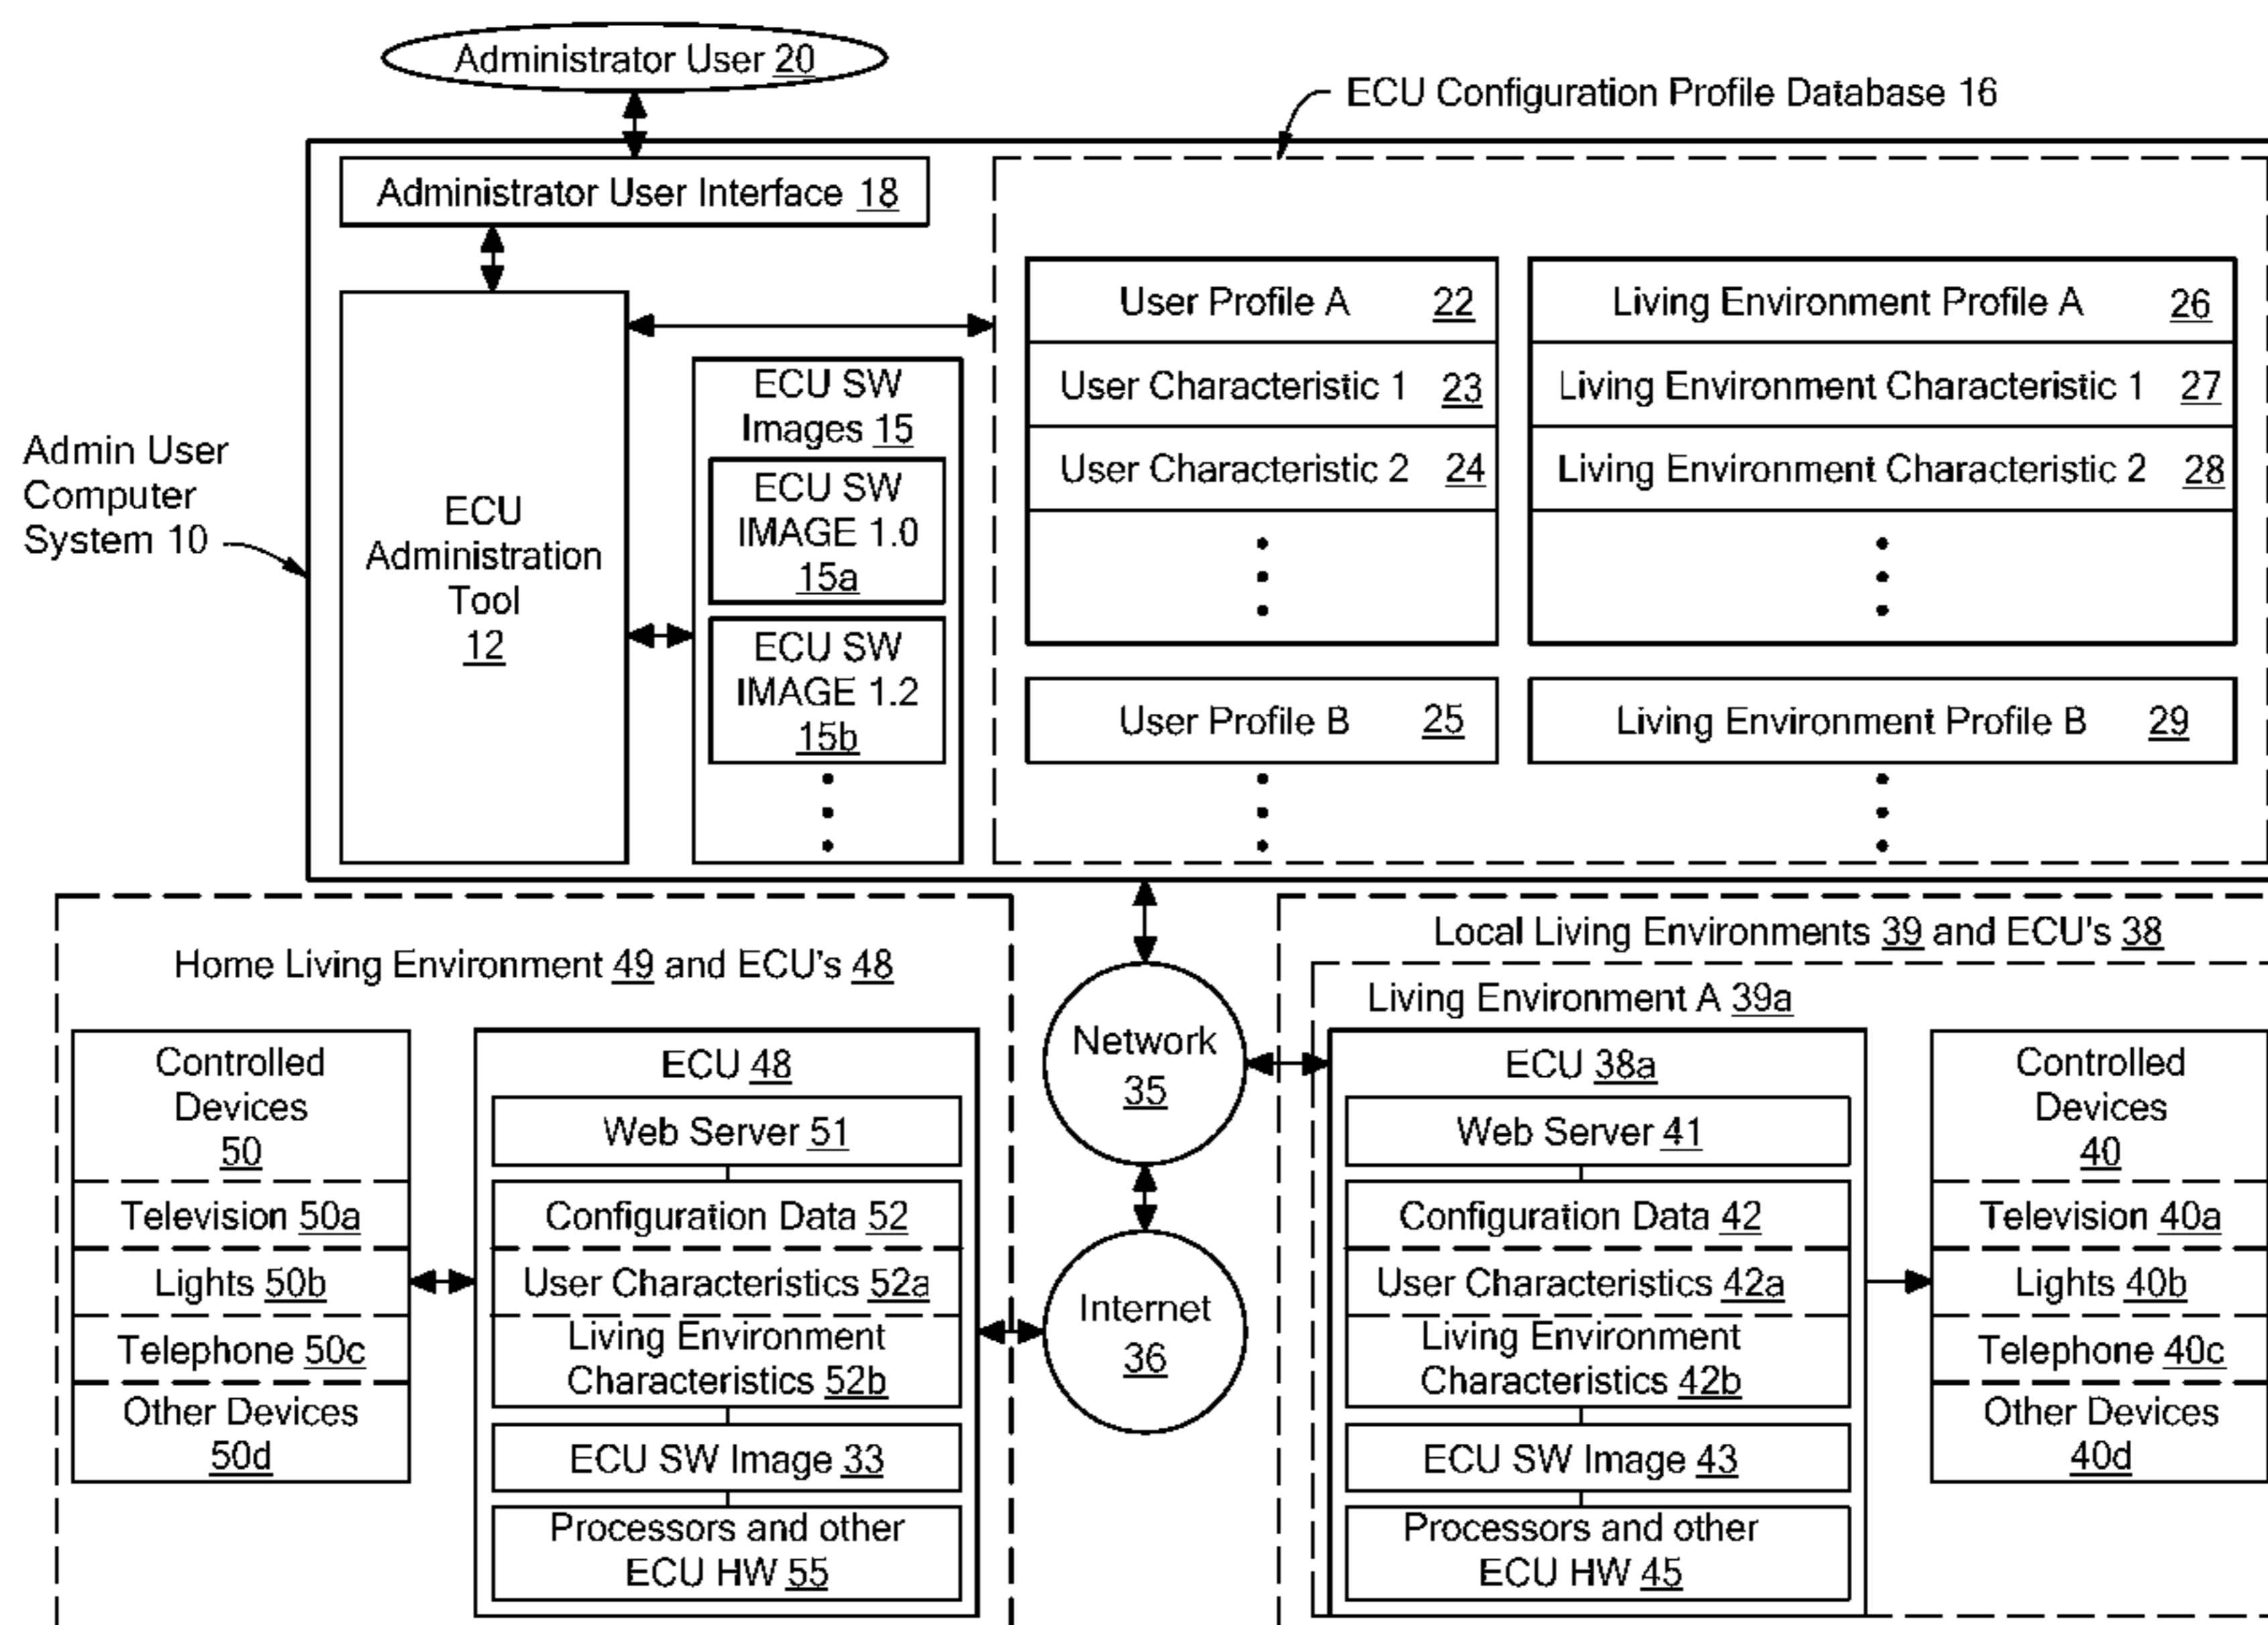 Administrator User 20
ECU Configuration Profile Database 16
Administrator User Interface 18
Admin User
Computer
System 10
ECU
Administration
Tool
12
ECU SW
Images 15
ECU SW
IMAGE 1.0
15a
ECU SW
IMAGE 1.2
15b
User Profile A 22
User Characteristic 1 23
User Characteristic 2 24
User Profile B 25
Living Environment Profile A 26
Living Environment Characteristic 1 27
Living Environment Characteristic 2 28
Living Environment Profile B 29
Home Living Environment 49 and ECU's 48
Controlled
Devices
50
Television 50a
Lights 50b
Telephone 50c
Other Devices
50d
ECU 48
Web Server 51
Configuration Data 52
User Characteristics 52a
Living Environment
Characteristics 52b
ECU SW Image 33
Processors and other
ECU HW 55
Network
35
Internet
36
Local Living Environments 39 and ECU's 38
Living Environment A 39a
ECU 38a
Web Server 41
Configuration Data 42
User Characteristics 42a
Living Environment
Characteristics 42b
ECU SW Image 43
Processors and other
ECU HW 45
Controlled
Devices
40
Television 40a
Lights 40b
Telephone 40c
Other Devices
40d